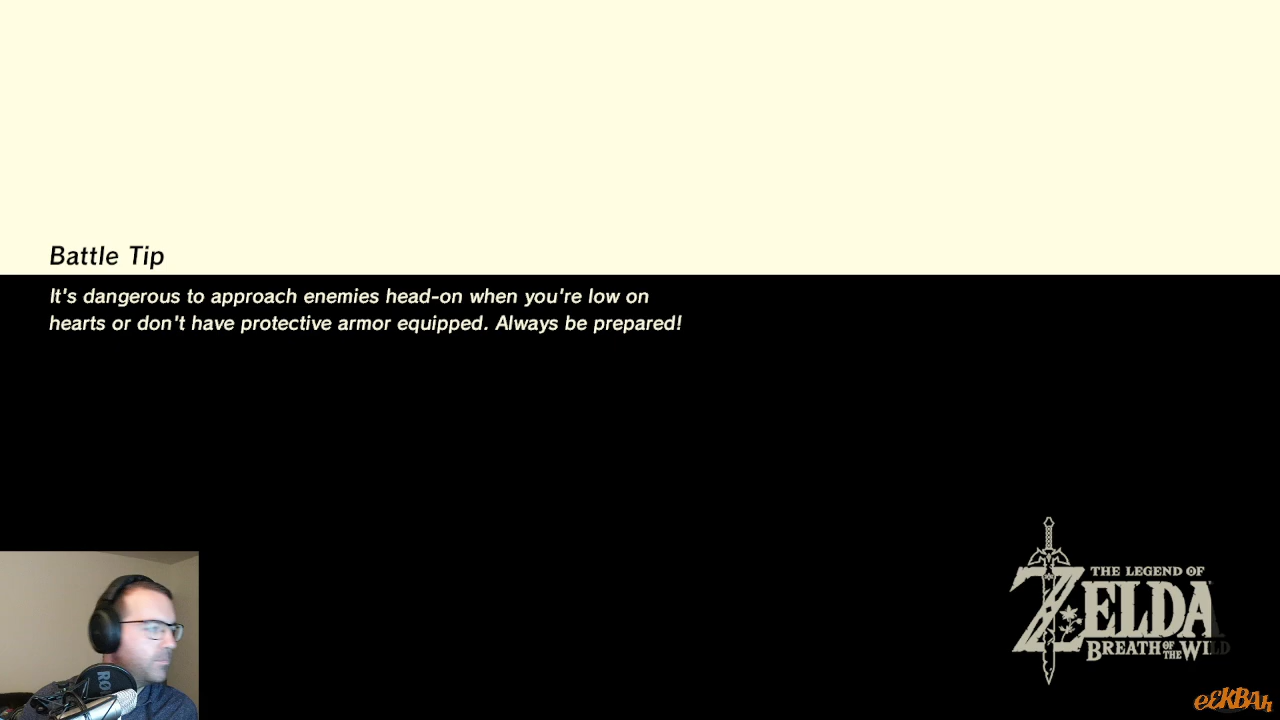 Battle Tip
It's dangerous to approach enemies head-on when you're low on
hearts or don't have protective armor equipped. Always be prepared!
THE LEGEND OF
ZELDA
BREATH OF THE WILD
RØ
eEKBAh